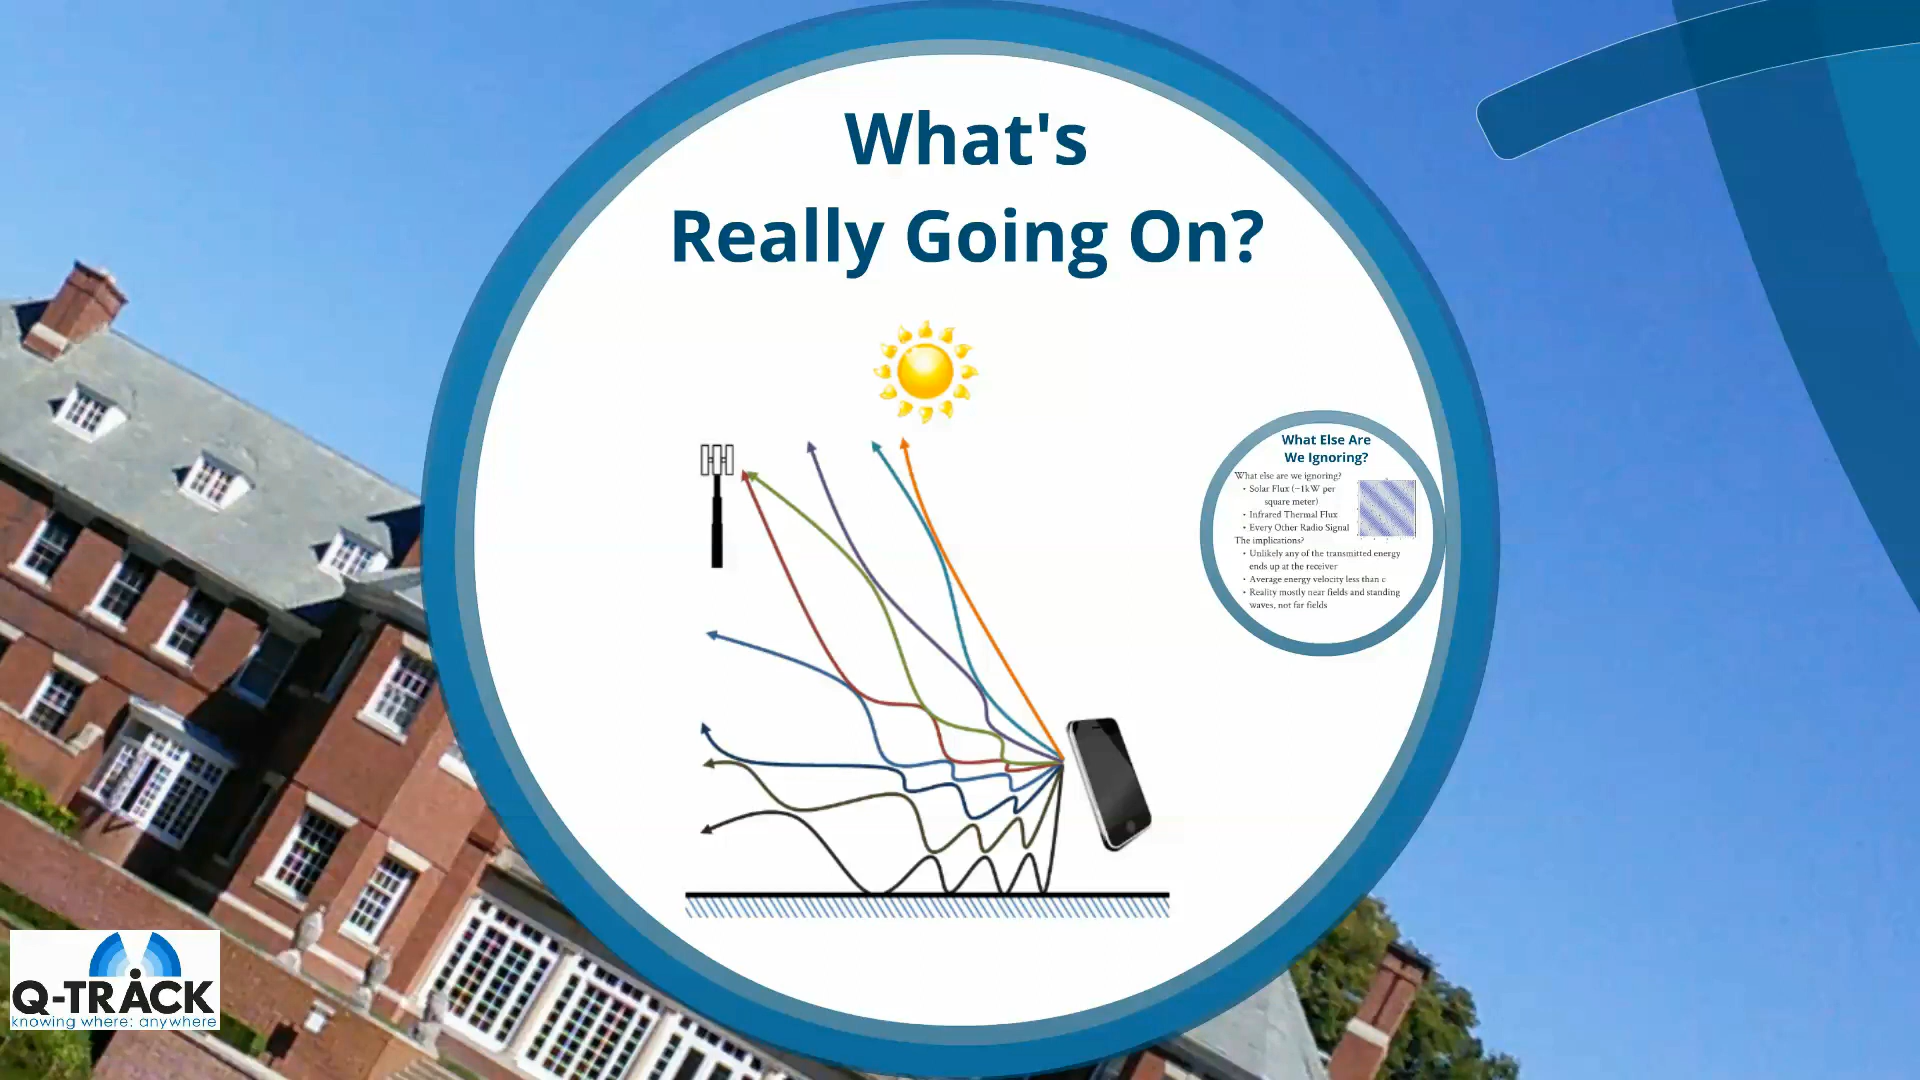 What's
Really Going On?
What Else Are
We Ignoring?
What else are we ignoring?
• Solar Flux (~1kW per
square meter)
• Infrared Thermal Flux
• Every Other Radio Signal
The implications?
• Unlikely any of the transmitted energy
ends up at the receiver
• Average energy velocity less than c
• Reality mostly near fields and standing
waves, not far fields
Q-TRACK
knowing where: anywhere